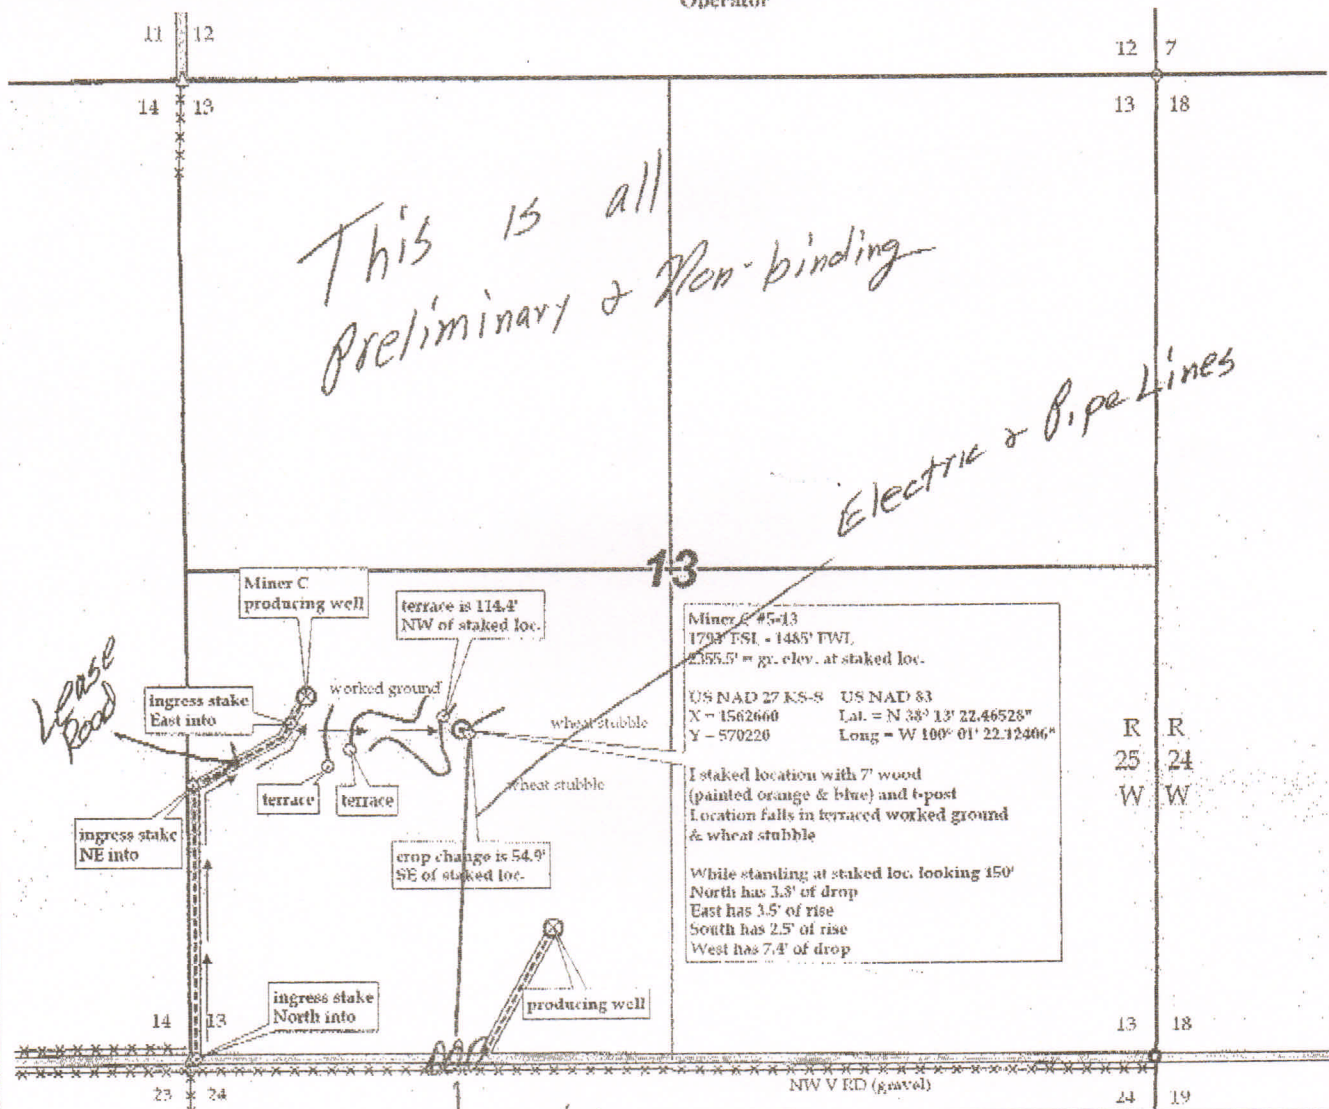 Operator
11 12
12 7
14 13
13 18
This is all
Preliminary & Non-binding
Electric & Pipe Lines
13
Miner C
producing well
terrace is 114.4'
NW of staked loc.
Lease
Road
ingress stake
East into
worked ground
wheat stubble
wheat stubble
terrace
terrace
ingress stake
NE into
crop change is 54.9'
SE of staked loc.
Miner C #5-13
1793' FSL - 1485' FWL
2355.5' = gr. elev. at staked loc.
US NAD 27 KS-S US NAD 83
X = 1562660 Lat. = N 38° 13' 22.46528"
Y = 570220 Long = W 100° 01' 22.12406"
I staked location with 7' wood
(painted orange & blue) and t-post
Location falls in terraced worked ground
& wheat stubble
While standing at staked loc. looking 150'
North has 3.8' of drop
East has 3.5' of rise
South has 2.5' of rise
West has 7.4' of drop
R R
25 24
W W
ingress stake
North into
producing well
14 13
13 18
23 24
NW V RD (gravel)
24 19